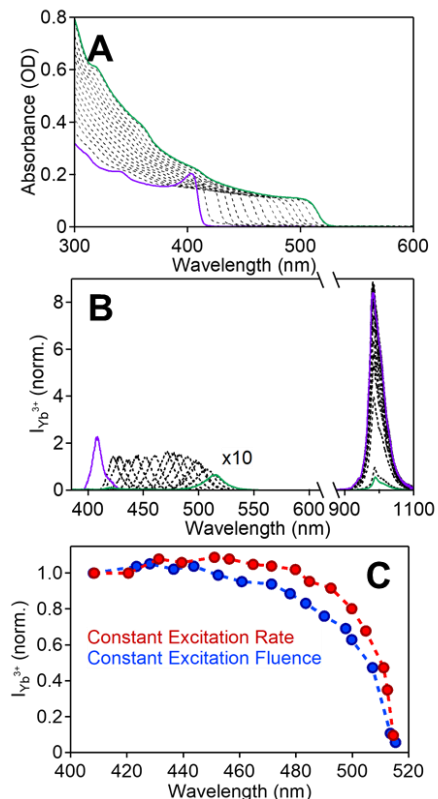 A
Absorbance (OD)
0.8
0.6
0.4
0.2
0
300
400
500
600
Wavelength (nm)
B
I_Yb³⁺ (norm.)
8
6
4
2
0
x10
400
450
500
550
600
900
1100
Wavelength (nm)
C
I_Yb³⁺ (norm.)
1.0
0.8
0.6
0.4
0.2
0
Constant Excitation Rate
Constant Excitation Fluence
400
420
440
460
480
500
520
Wavelength (nm)